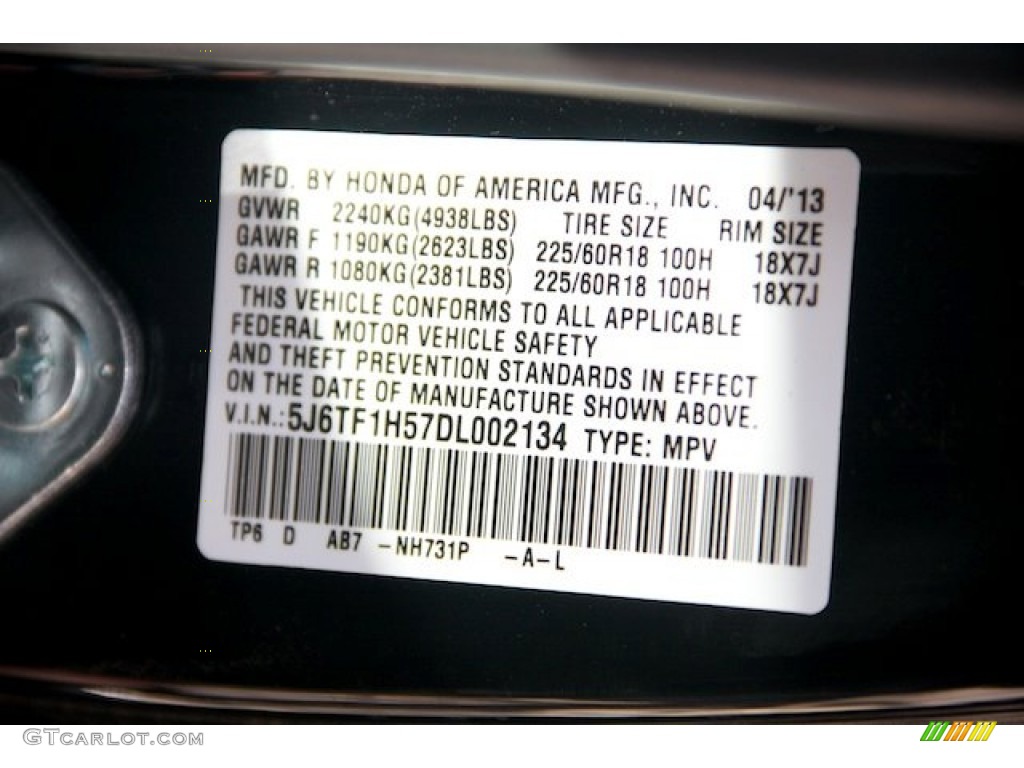 MFD. BY HONDA OF AMERICA MFG., INC. 04/'13
GVWR 2240KG(4938LBS) TIRE SIZE RIM SIZE
GAWR F 1190KG(2623LBS) 225/60R18 100H 18X7J
GAWR R 1080KG(2381LBS) 225/60R18 100H 18X7J
THIS VEHICLE CONFORMS TO ALL APPLICABLE
FEDERAL MOTOR VEHICLE SAFETY
AND THEFT PREVENTION STANDARDS IN EFFECT
ON THE DATE OF MANUFACTURE SHOWN ABOVE.
V.I.N.:5J6TF1H57DL002134 TYPE: MPV
TP6 D AB7 -NH731P -A-L
GTcarlot.com